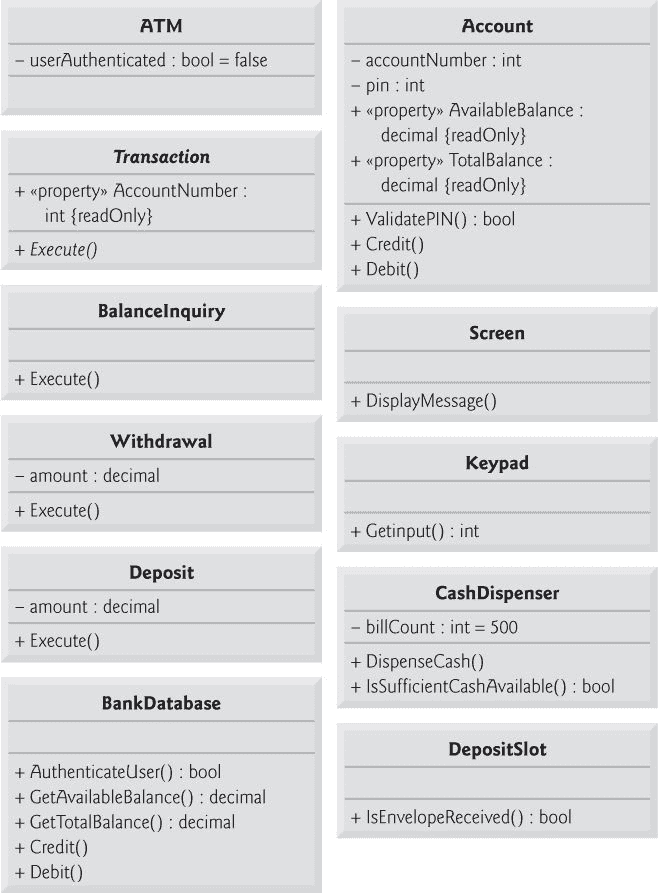 ATM
– userAuthenticated : bool = false
Transaction
+ «property» AccountNumber :
int {readOnly}
+ Execute()
BalanceInquiry
+ Execute()
Withdrawal
– amount : decimal
+ Execute()
Deposit
– amount : decimal
+ Execute()
BankDatabase
+ AuthenticateUser() : bool
+ GetAvailableBalance() : decimal
+ GetTotalBalance() : decimal
+ Credit()
+ Debit()
Account
– accountNumber : int
– pin : int
+ «property» AvailableBalance :
decimal {readOnly}
+ «property» TotalBalance :
decimal {readOnly}
+ ValidatePIN() : bool
+ Credit()
+ Debit()
Screen
+ DisplayMessage()
Keypad
+ Getinput() : int
CashDispenser
– billCount : int = 500
+ DispenseCash()
+ IsSufficientCashAvailable() : bool
DepositSlot
+ IsEnvelopeReceived() : bool